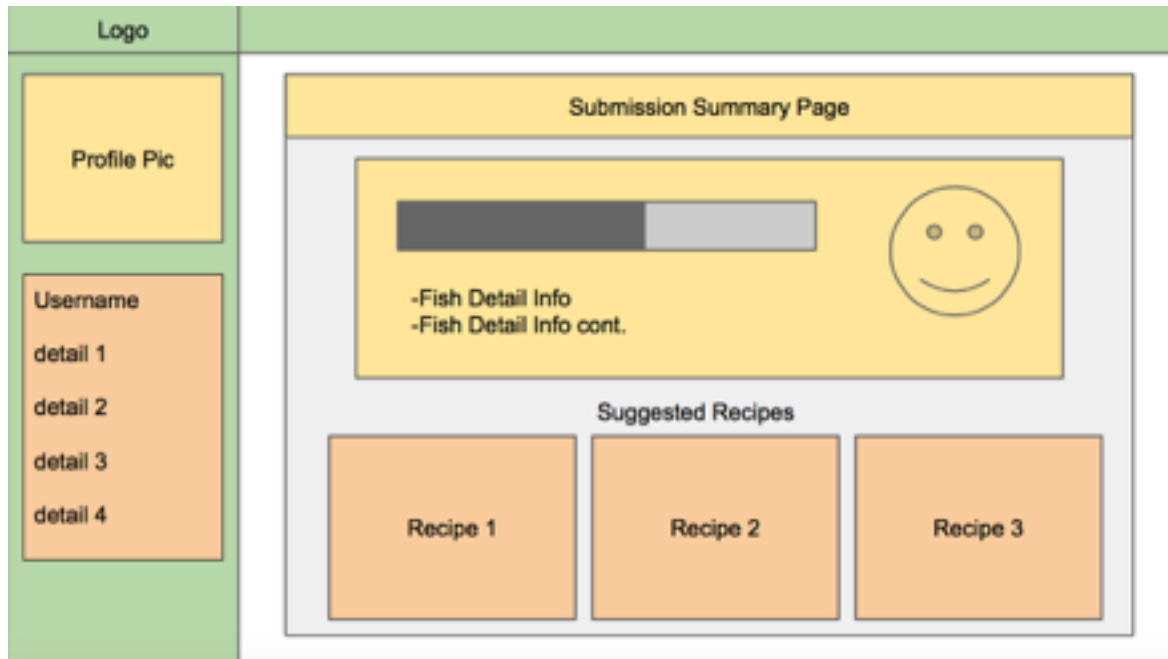 Logo
Profile Pic
Username
detail 1
detail 2
detail 3
detail 4
Submission Summary Page
-Fish Detail Info
-Fish Detail Info cont.
Suggested Recipes
Recipe 1
Recipe 2
Recipe 3